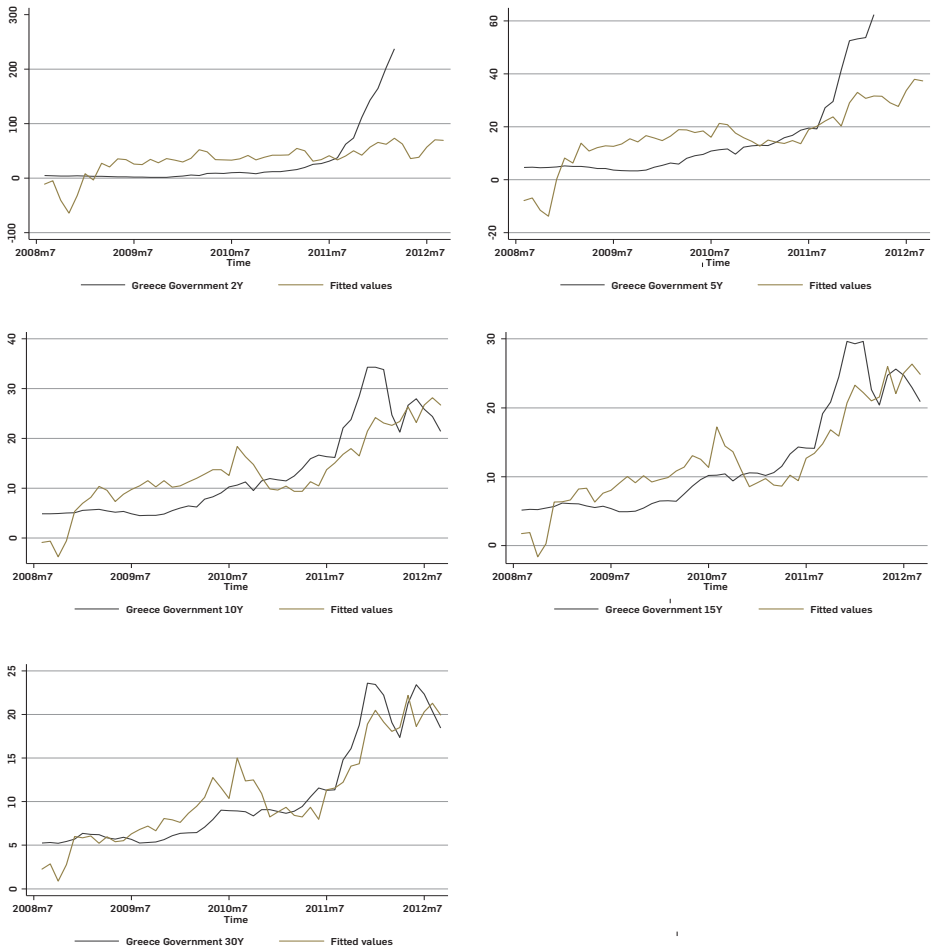 300
200
100
0
-100
2008m7 2009m7 2010m7 2011m7 2012m7
Time
Greece Government 2Y Fitted values
60
40
20
0
-20
2008m7 2009m7 2010m7 2011m7 2012m7
Time
Greece Government 5Y Fitted values
40
30
20
10
0
2008m7 2009m7 2010m7 2011m7 2012m7
Time
Greece Government 10Y Fitted values
30
20
10
0
2008m7 2009m7 2010m7 2011m7 2012m7
Time
Greece Government 15Y Fitted values
25
20
15
10
5
0
2008m7 2009m7 2010m7 2011m7 2012m7
Time
Greece Government 30Y Fitted values